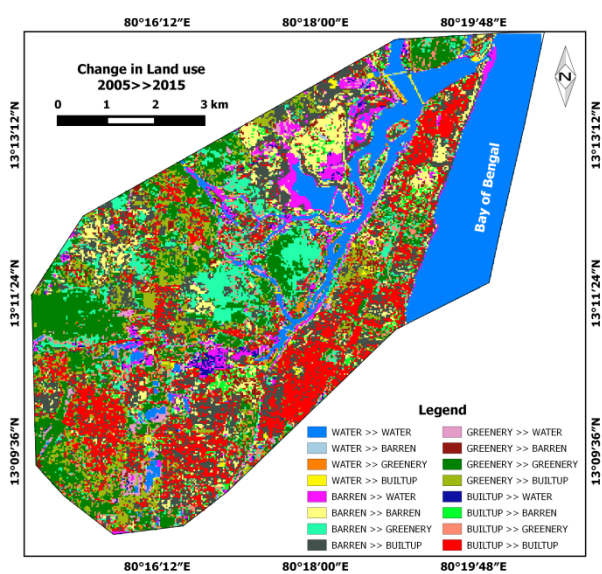 80°16′12″E 80°18′00″E 80°19′48″E
Change in Land use
2005>>2015
0 1 2 3 km
N
13°13′12″N 13°13′12″N
Bay of Bengal
13°11′24″N 13°11′24″N
13°09′36″N 13°09′36″N
Legend
WATER >> WATER GREENERY >> WATER
WATER >> BARREN GREENERY >> BARREN
WATER >> GREENERY GREENERY >> GREENERY
WATER >> BUILTUP GREENERY >> BUILTUP
BARREN >> WATER BUILTUP >> WATER
BARREN >> BARREN BUILTUP >> BARREN
BARREN >> GREENERY BUILTUP >> GREENERY
BARREN >> BUILTUP BUILTUP >> BUILTUP
80°16′12″E 80°18′00″E 80°19′48″E